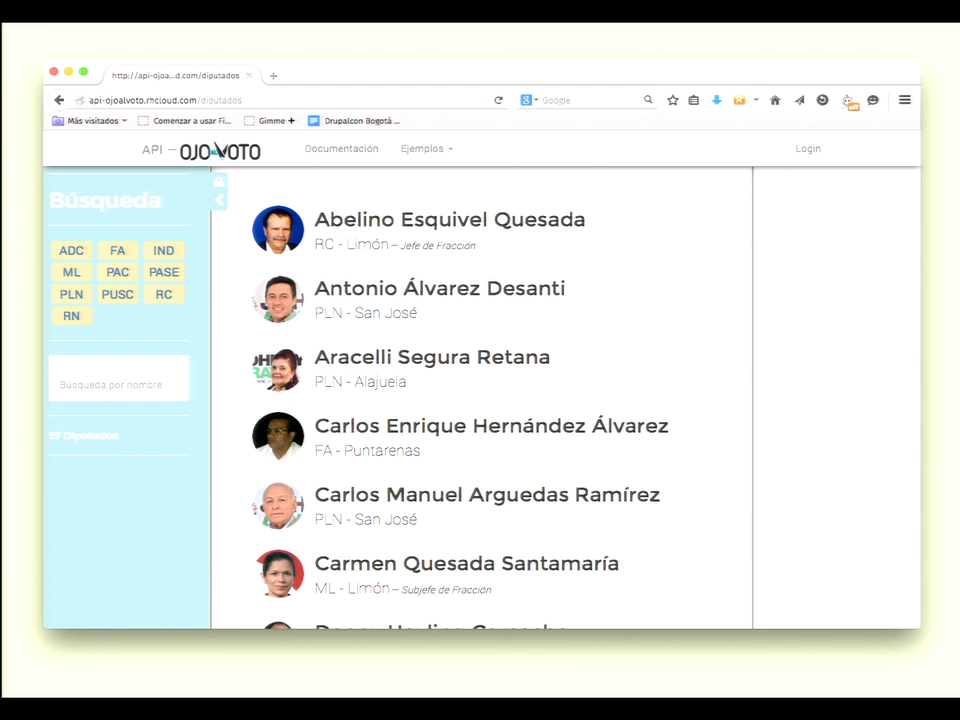 http://api-ojoa...d.com/diputados
api-ojoalvoto.rhcloud.com/diputados
Google
Más visitados
Comenzar a usar Fi...
Gimme +
Drupalcon Bogotá ...
API – OJO AL VOTO
Documentación
Ejemplos
Login
Búsqueda
ADC FA IND
ML PAC PASE
PLN PUSC RC
RN
Búsqueda por nombre
57 Diputados
Abelino Esquivel Quesada
RC - Limón – Jefe de Fracción
Antonio Álvarez Desanti
PLN - San José
Aracelli Segura Retana
PLN - Alajuela
Carlos Enrique Hernández Álvarez
FA - Puntarenas
Carlos Manuel Arguedas Ramírez
PLN - San José
Carmen Quesada Santamaría
ML - Limón – Subjefe de Fracción